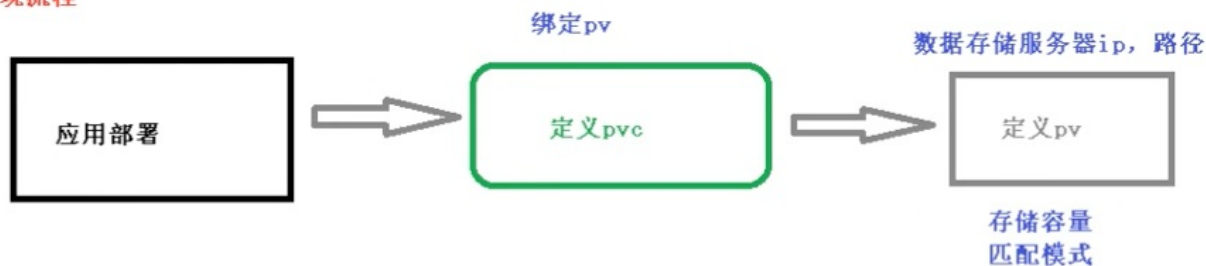 绑定pv
数据存储服务器ip，路径
应用部署
定义pvc
定义pv
存储容量
匹配模式